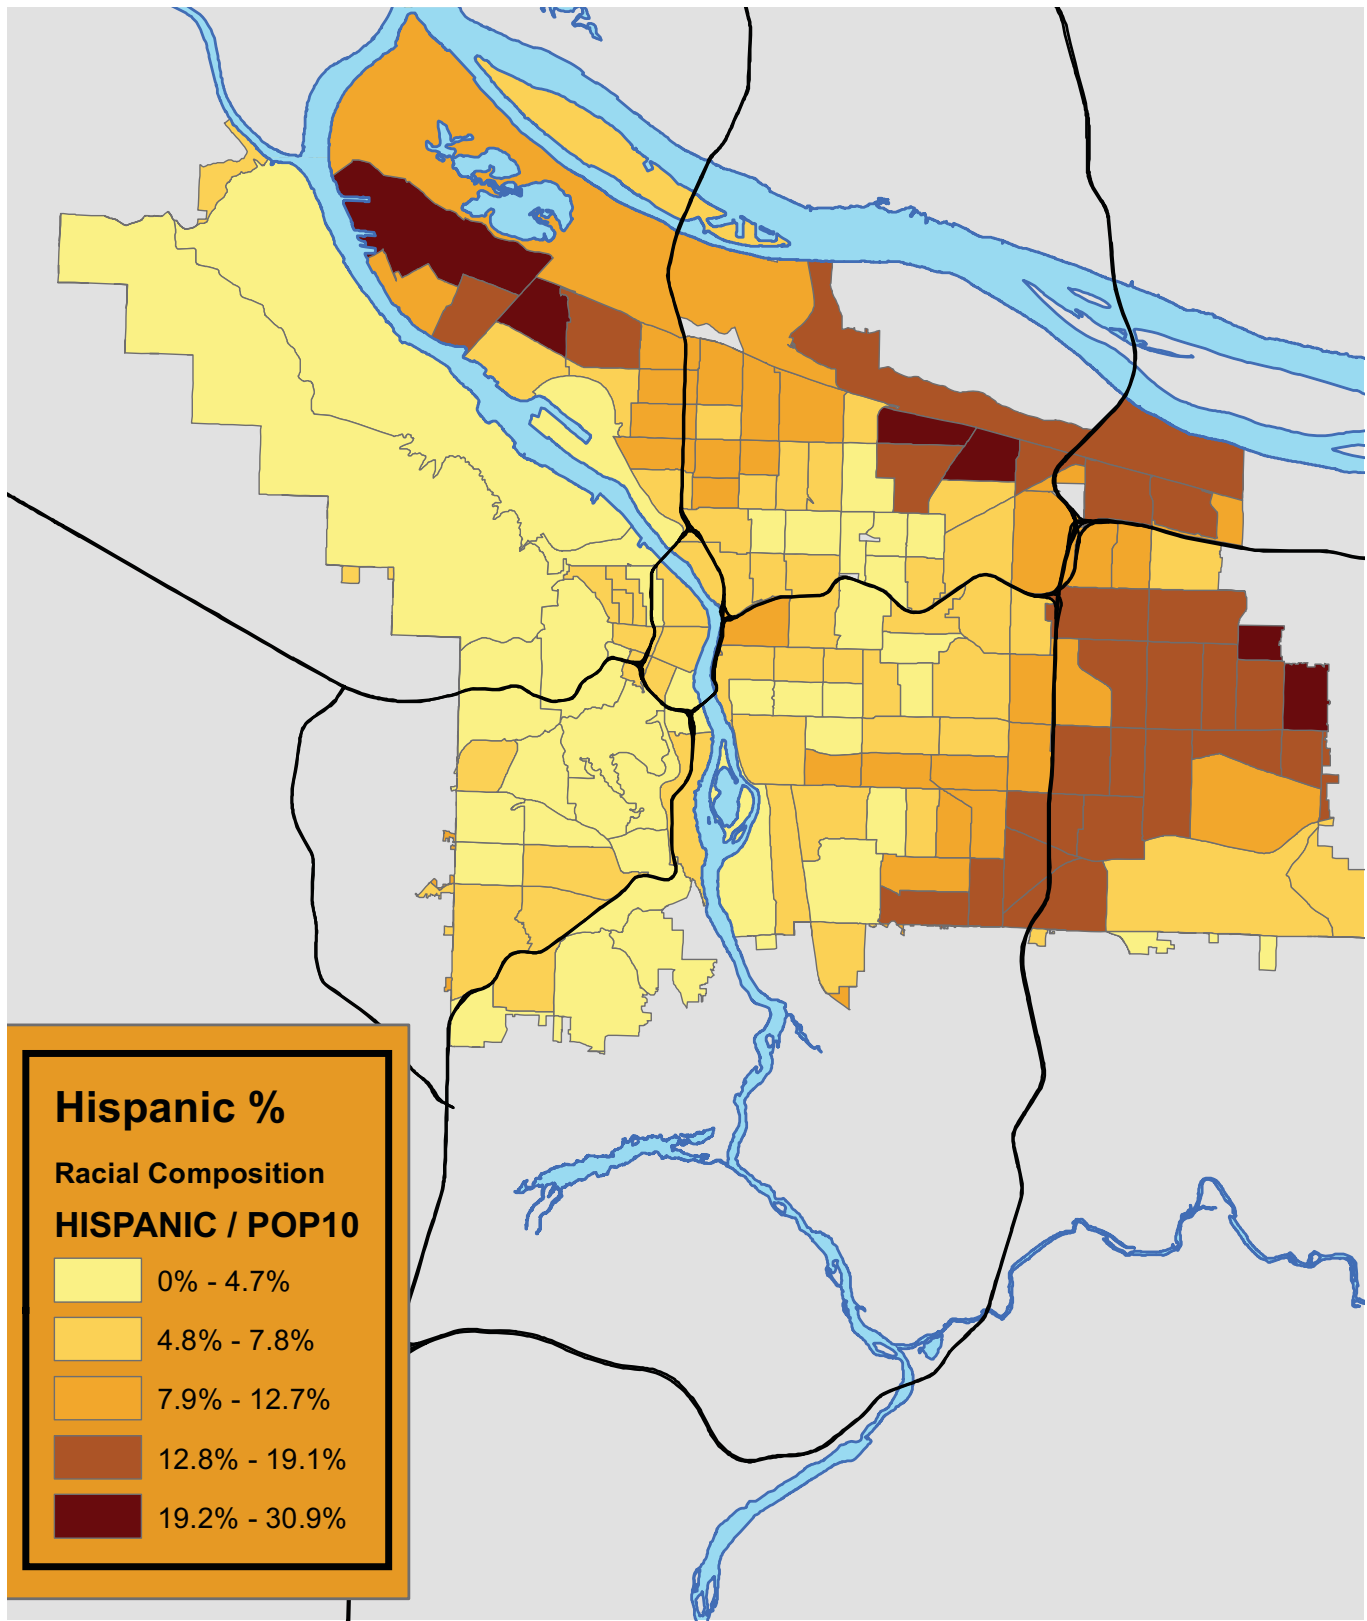 Hispanic %
Racial Composition
HISPANIC / POP10
0% - 4.7%
4.8% - 7.8%
7.9% - 12.7%
12.8% - 19.1%
19.2% - 30.9%